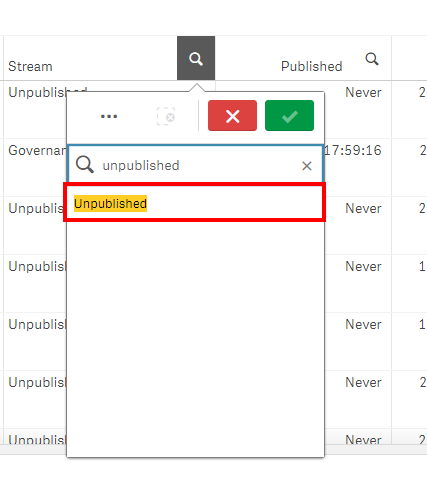 Stream Published
Unpublished Never 2
Governan 17:59:16 2
unpublished
Unpublished
Unpublis Never 2
Unpublis Never 1
Unpublis Never 1
Unpublis Never 2
Unpublis Never 2